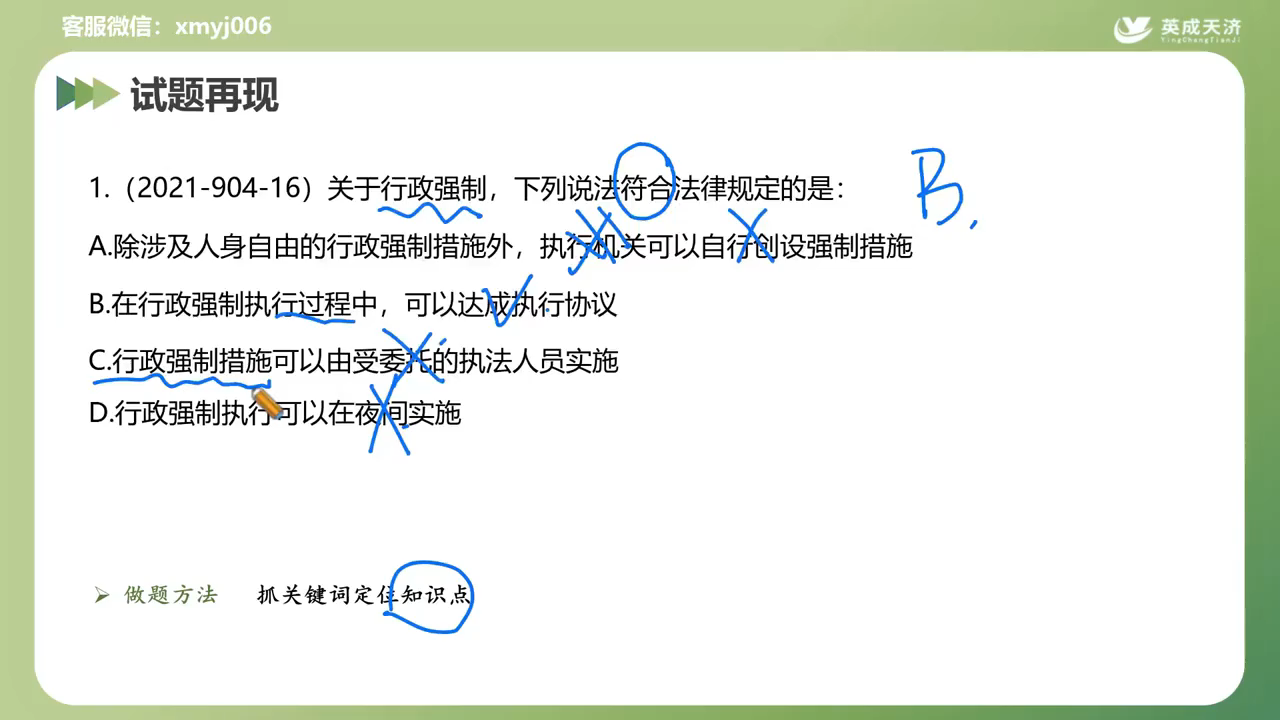 客服微信：xmyj006
英成天济
YingChengTianJi
试题再现
1.（2021-904-16）关于行政强制，下列说法符合法律规定的是：
B.
A.除涉及人身自由的行政强制措施外，执行机关可以自行创设强制措施
B.在行政强制执行过程中，可以达成执行协议
C.行政强制措施可以由受委托的执法人员实施
D.行政强制执行可以在夜间实施
做题方法 抓关键词定位知识点